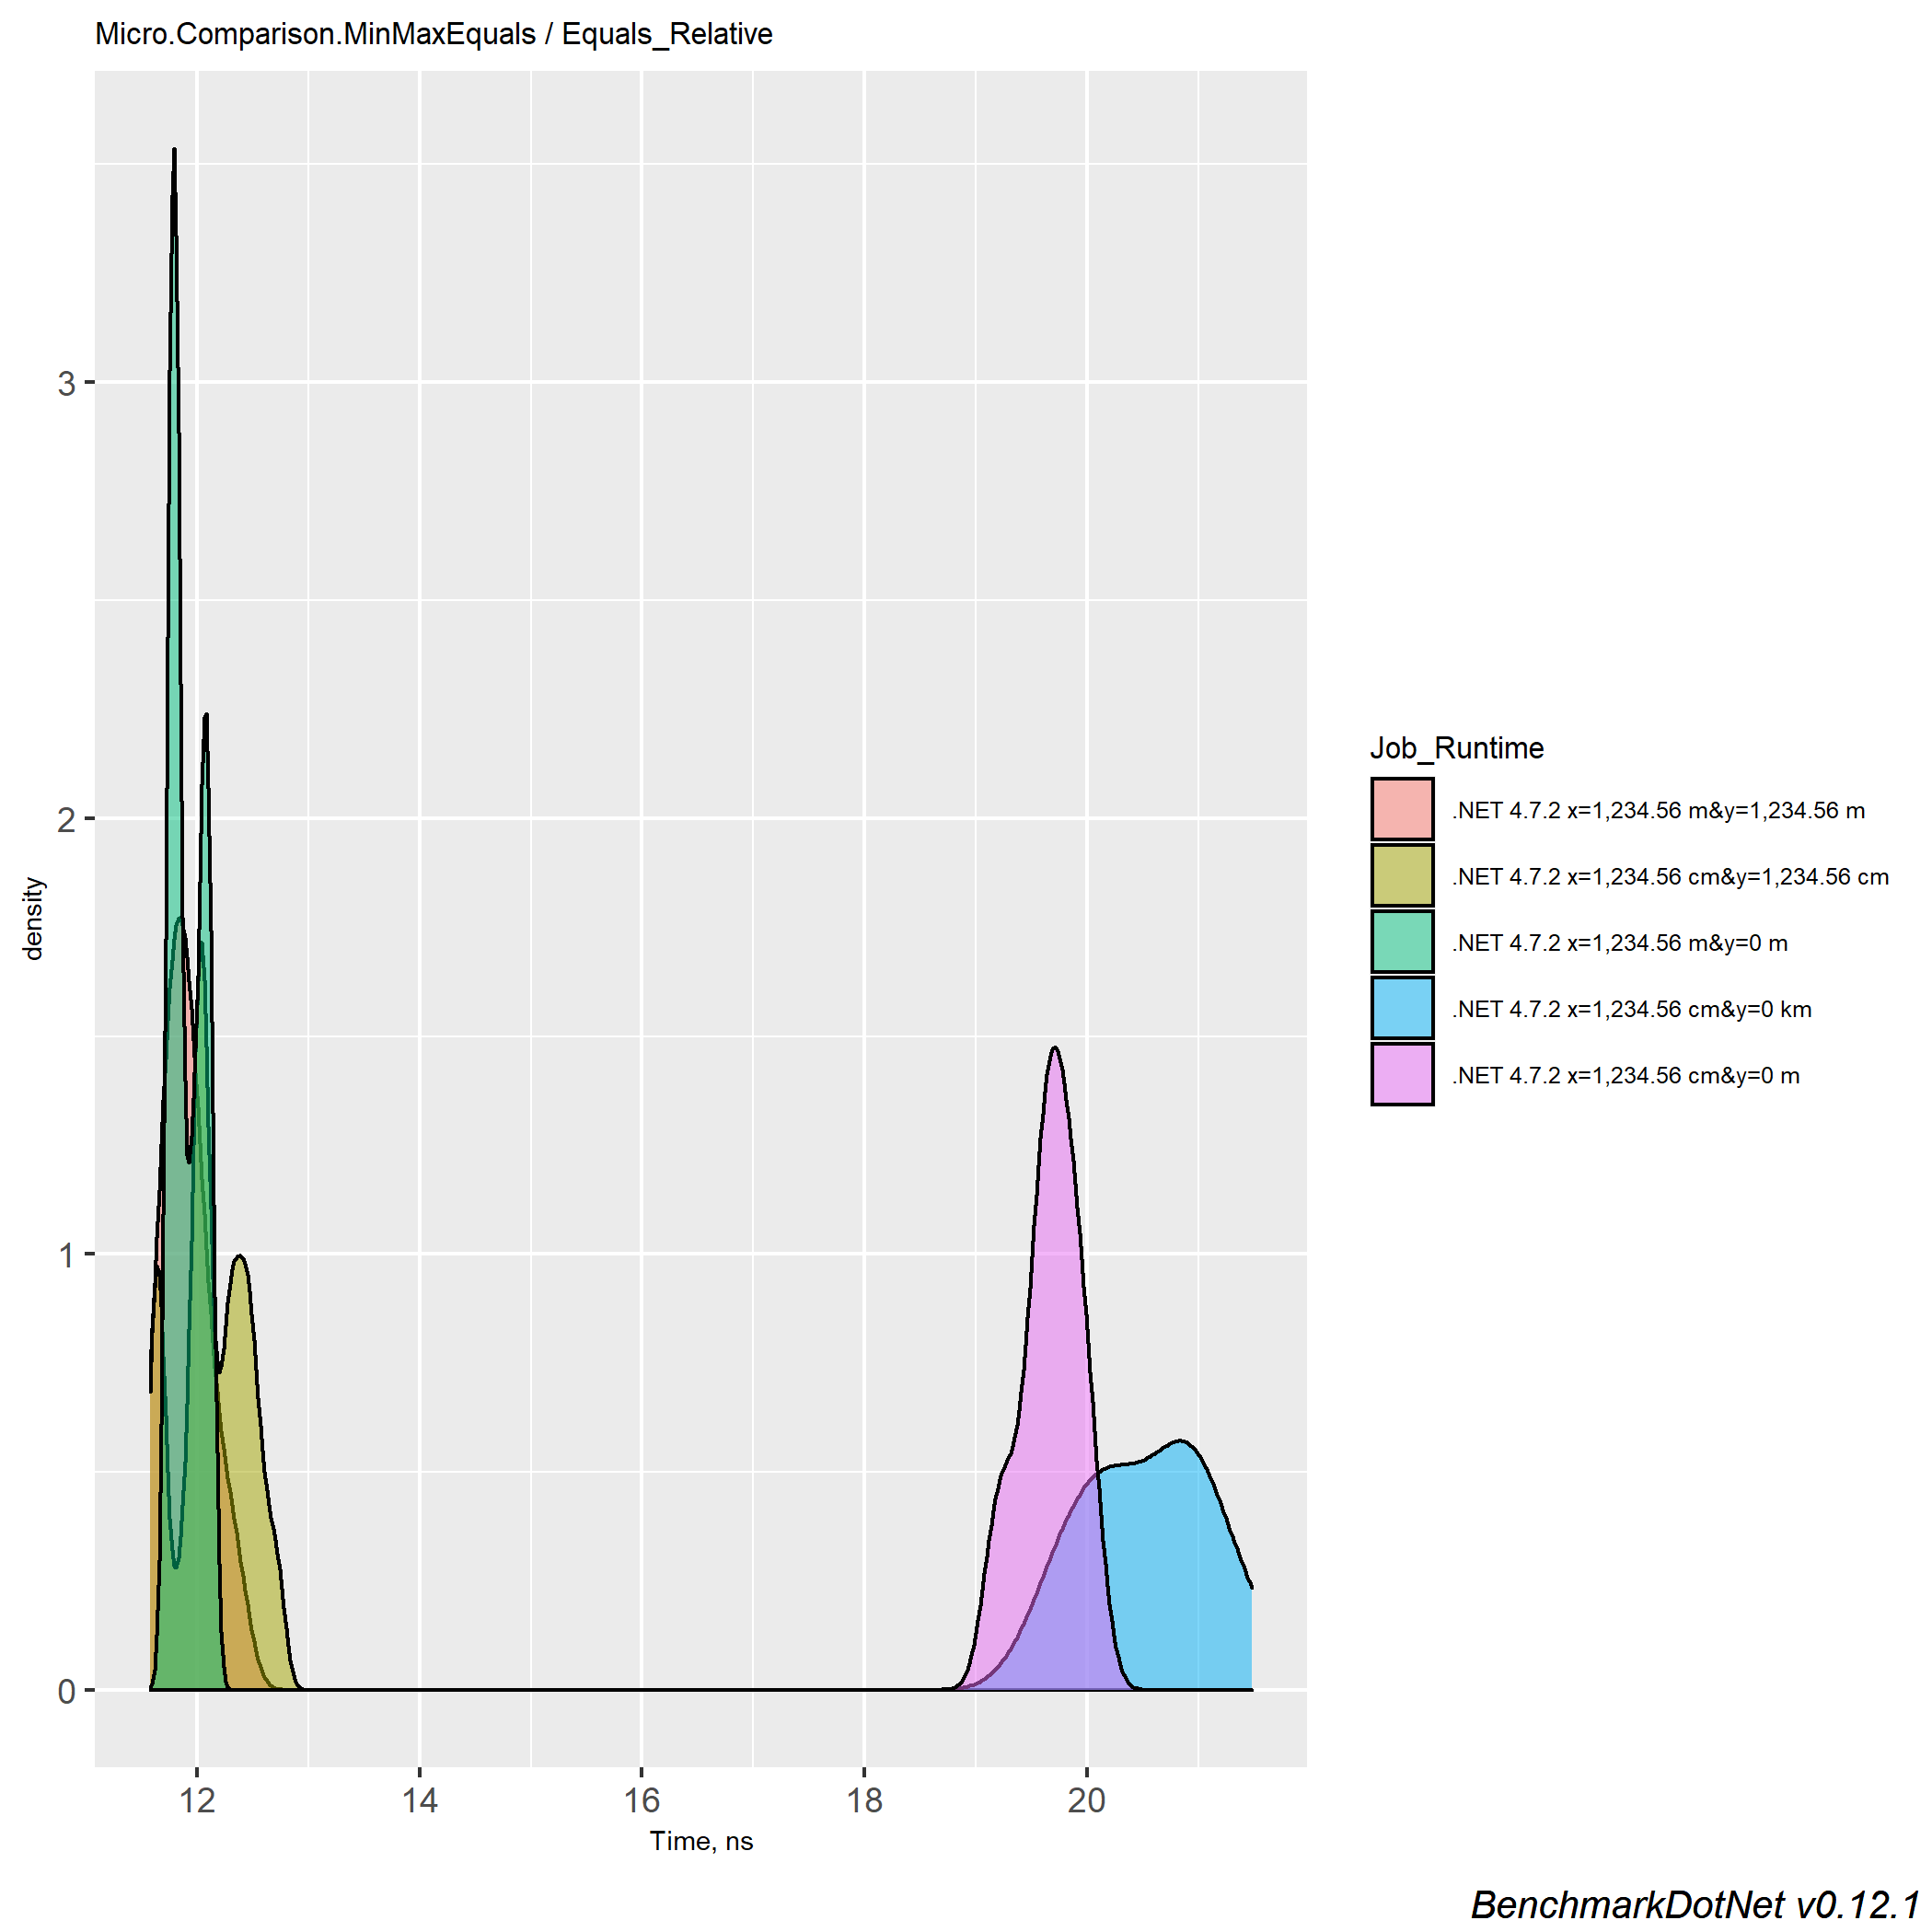 Micro.Comparison.MinMaxEquals / Equals_Relative
3
2
1
0
density
12 14 16 18 20
Time, ns
Job_Runtime
.NET 4.7.2 x=1,234.56 m&y=1,234.56 m
.NET 4.7.2 x=1,234.56 cm&y=1,234.56 cm
.NET 4.7.2 x=1,234.56 m&y=0 m
.NET 4.7.2 x=1,234.56 cm&y=0 km
.NET 4.7.2 x=1,234.56 cm&y=0 m
BenchmarkDotNet v0.12.1